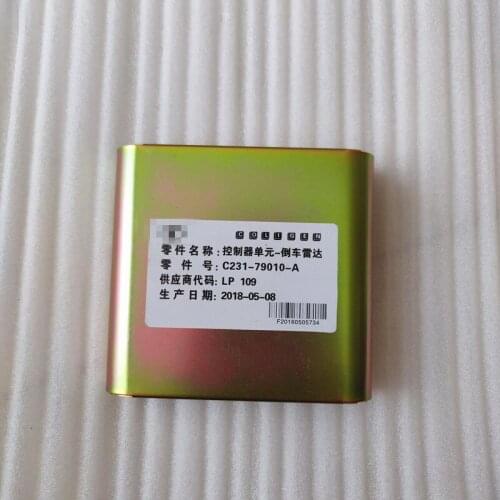 COLIGEN
零件名称:控制器单元-倒车雷达
零 件 号:C231-79010-A
供应商代码:LP 109
生产日期:2018-05-08
F20180505734